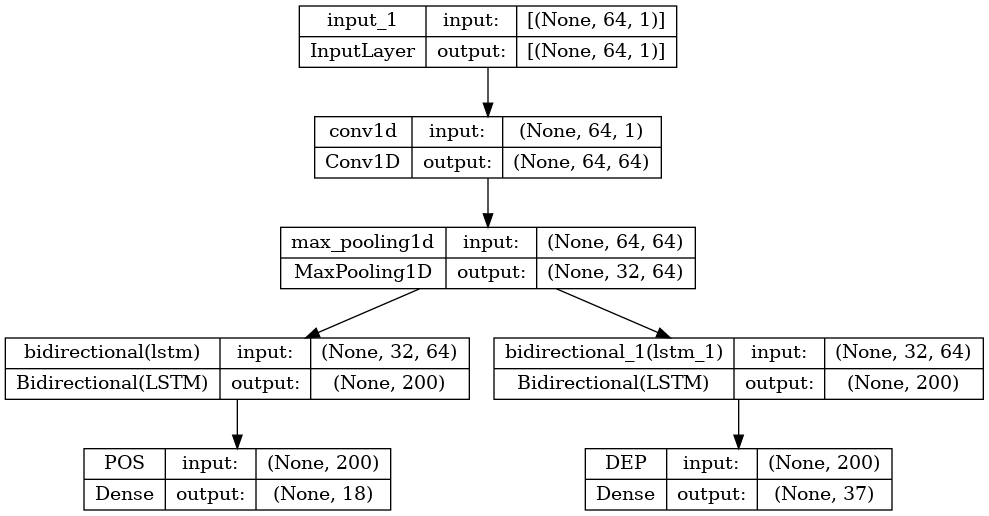 input_1 input: [(None, 64, 1)]
InputLayer output: [(None, 64, 1)]
conv1d input: (None, 64, 1)
Conv1D output: (None, 64, 64)
max_pooling1d input: (None, 64, 64)
MaxPooling1D output: (None, 32, 64)
bidirectional(lstm) input: (None, 32, 64)
Bidirectional(LSTM) output: (None, 200)
bidirectional_1(lstm_1) input: (None, 32, 64)
Bidirectional(LSTM) output: (None, 200)
POS input: (None, 200)
Dense output: (None, 18)
DEP input: (None, 200)
Dense output: (None, 37)